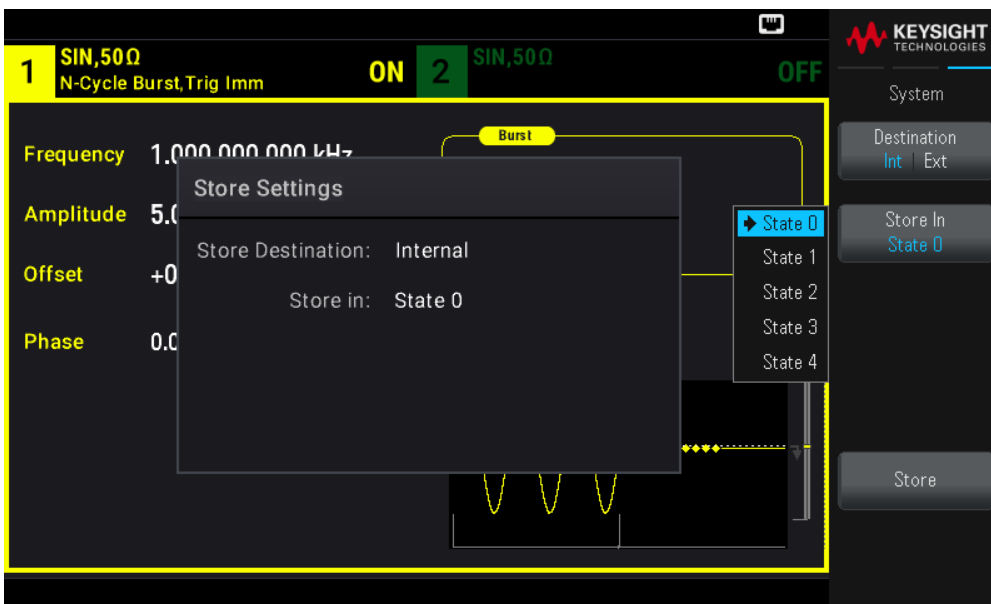 KEYSIGHT
TECHNOLOGIES
1
SIN,50Ω
N-Cycle Burst,Trig Imm
ON
2
SIN,50Ω
OFF
System
Frequency
Burst
Amplitude
Offset
Phase
Store Settings
Store Destination: Internal
Store in: State 0
State 0
State 1
State 2
State 3
State 4
Destination
Int Ext
Store In
State 0
Store